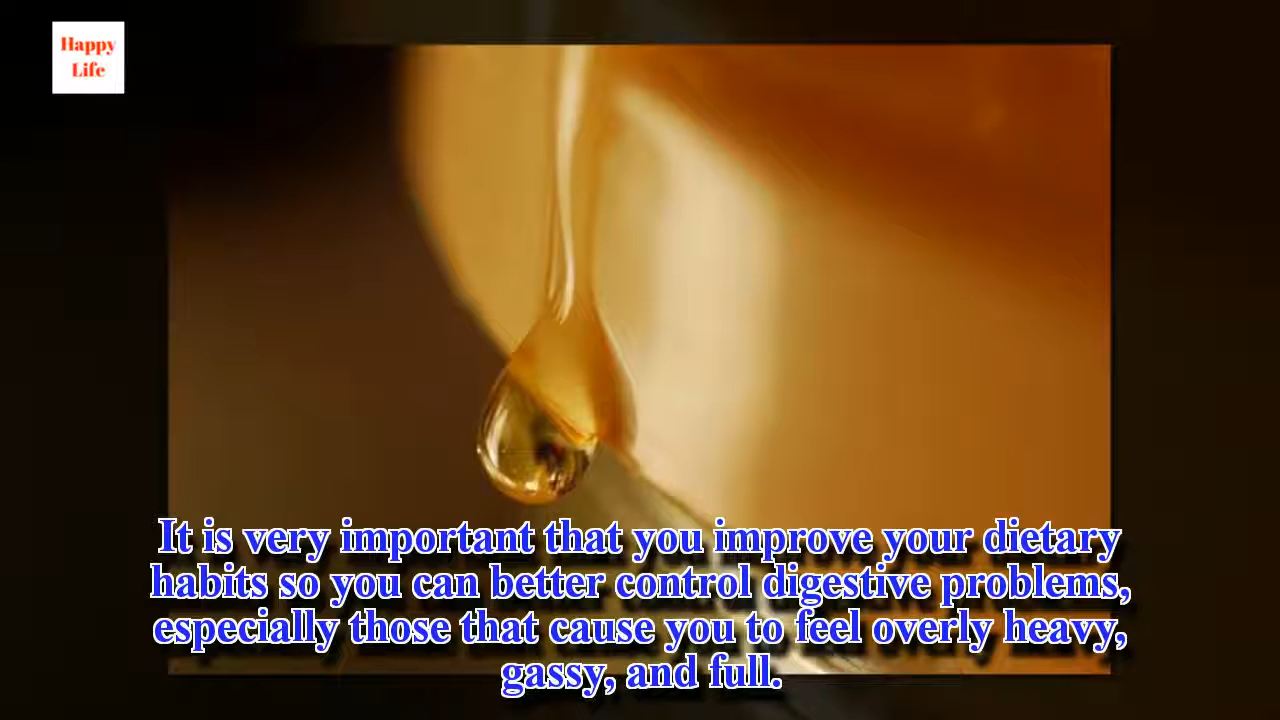 Happy
Life
It is very important that you improve your dietary
habits so you can better control digestive problems,
especially those that cause you to feel overly heavy,
gassy, and full.